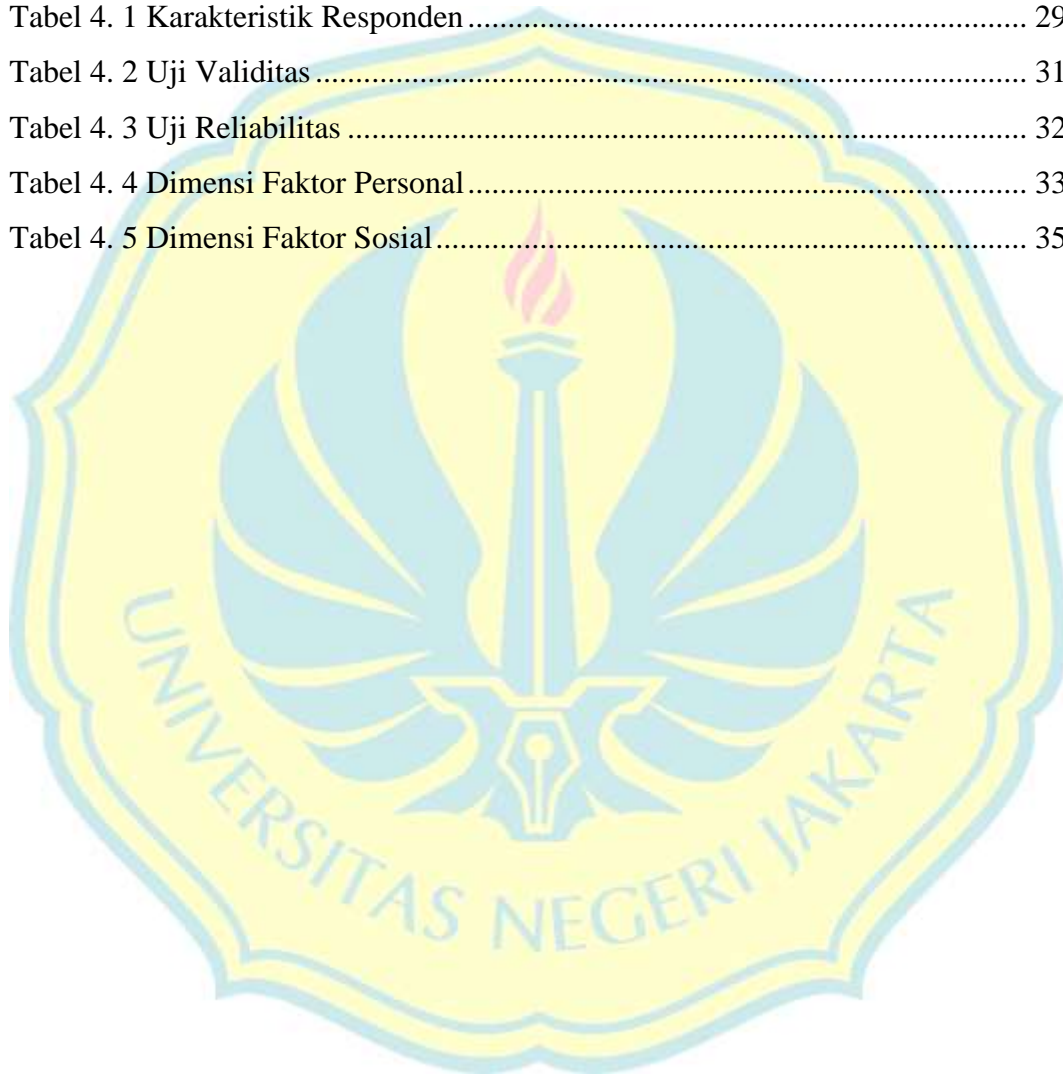 Tabel 4. 1 Karakteristik Responden ........................................................................... 29
Tabel 4. 2 Uji Validitas ............................................................................................... 31
Tabel 4. 3 Uji Reliabilitas ........................................................................................... 32
Tabel 4. 4 Dimensi Faktor Personal ........................................................................... 33
Tabel 4. 5 Dimensi Faktor Sosial ................................................................................ 35
UNIVERSITAS NEGERI JAKARTA